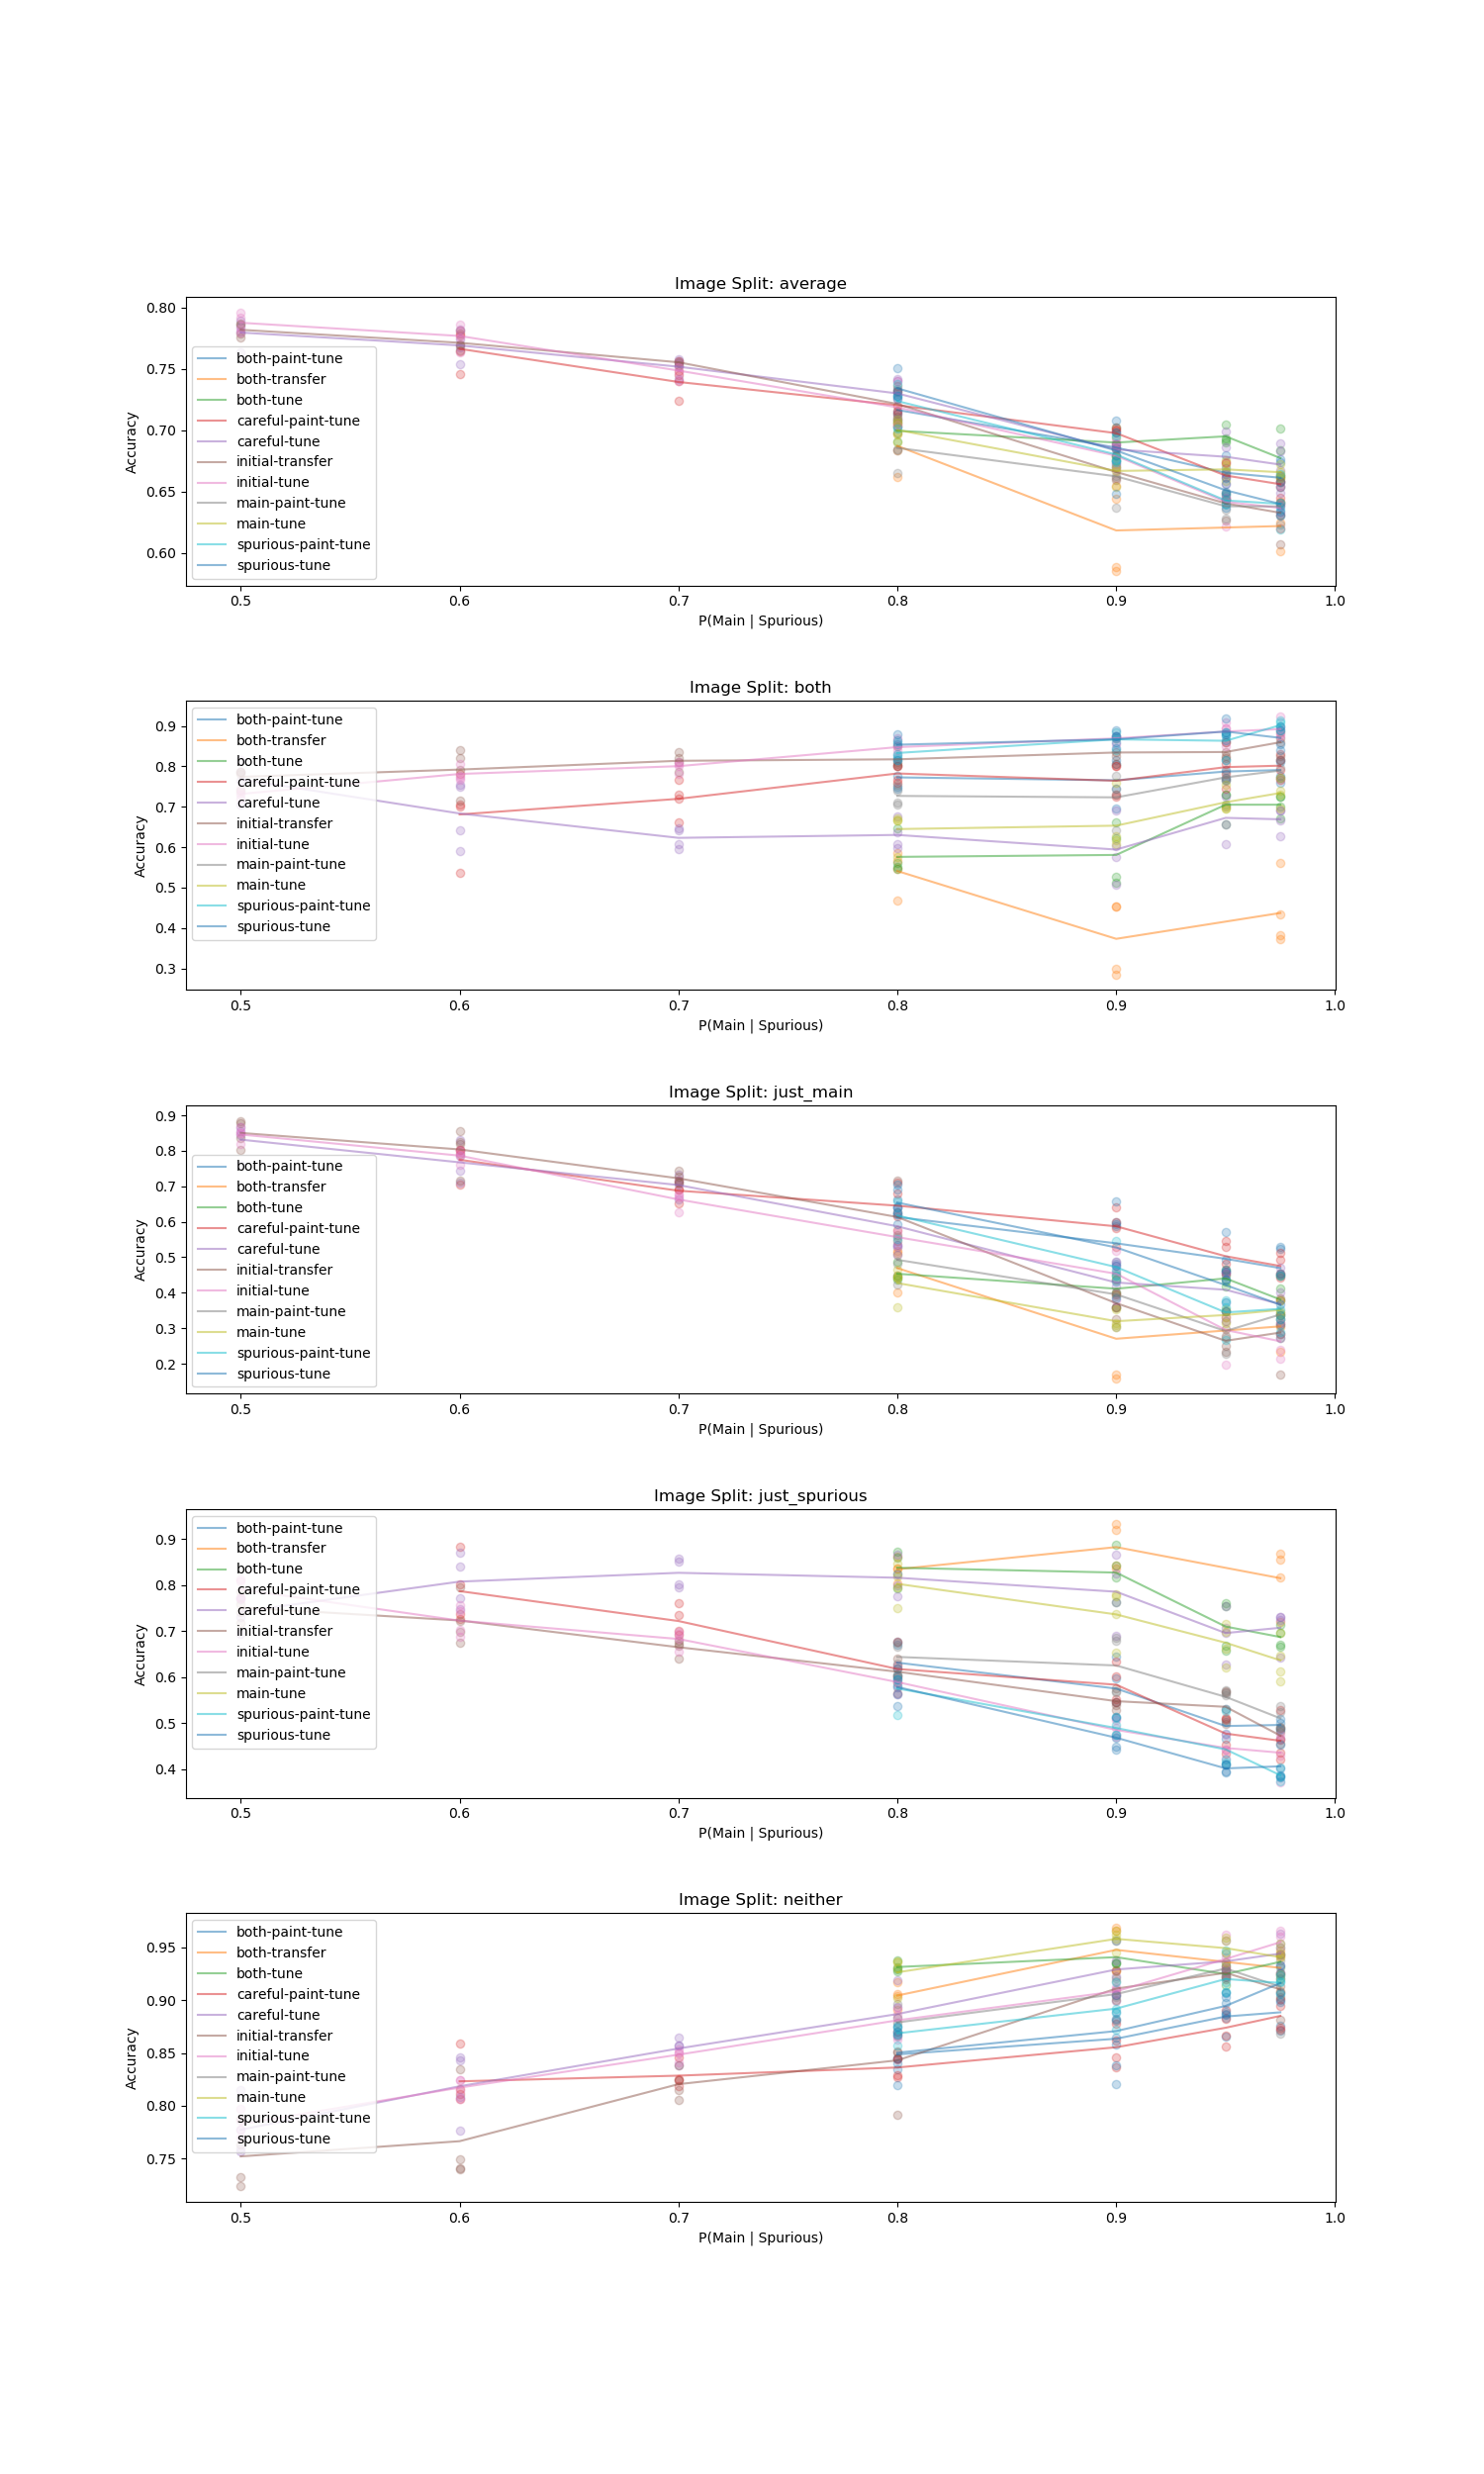 Image Split: average
0.80
0.75
0.70
0.65
0.60
Accuracy
both-paint-tune
both-transfer
both-tune
careful-paint-tune
careful-tune
initial-transfer
initial-tune
main-paint-tune
main-tune
spurious-paint-tune
spurious-tune
0.5 0.6 0.7 0.8 0.9 1.0
P(Main | Spurious)
Image Split: both
0.9
0.8
0.7
0.6
0.5
0.4
0.3
Accuracy
both-paint-tune
both-transfer
both-tune
careful-paint-tune
careful-tune
initial-transfer
initial-tune
main-paint-tune
main-tune
spurious-paint-tune
spurious-tune
0.5 0.6 0.7 0.8 0.9 1.0
P(Main | Spurious)
Image Split: just_main
0.9
0.8
0.7
0.6
0.5
0.4
0.3
0.2
Accuracy
both-paint-tune
both-transfer
both-tune
careful-paint-tune
careful-tune
initial-transfer
initial-tune
main-paint-tune
main-tune
spurious-paint-tune
spurious-tune
0.5 0.6 0.7 0.8 0.9 1.0
P(Main | Spurious)
Image Split: just_spurious
0.9
0.8
0.7
0.6
0.5
0.4
Accuracy
both-paint-tune
both-transfer
both-tune
careful-paint-tune
careful-tune
initial-transfer
initial-tune
main-paint-tune
main-tune
spurious-paint-tune
spurious-tune
0.5 0.6 0.7 0.8 0.9 1.0
P(Main | Spurious)
Image Split: neither
0.95
0.90
0.85
0.80
0.75
Accuracy
both-paint-tune
both-transfer
both-tune
careful-paint-tune
careful-tune
initial-transfer
initial-tune
main-paint-tune
main-tune
spurious-paint-tune
spurious-tune
0.5 0.6 0.7 0.8 0.9 1.0
P(Main | Spurious)